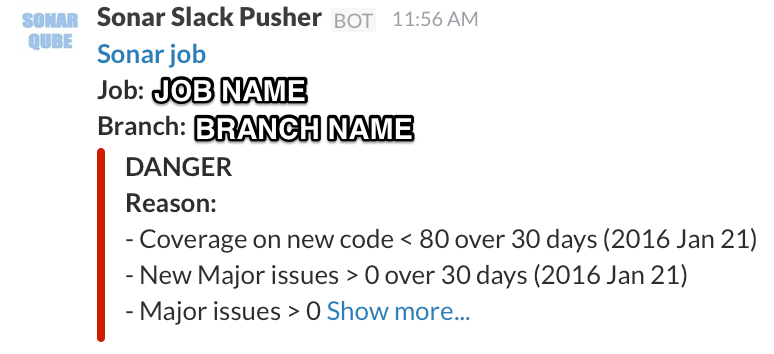 SONAR
QUBE
Sonar Slack Pusher BOT 11:56 AM
Sonar job
Job: JOB NAME
Branch: BRANCH NAME
DANGER
Reason:
- Coverage on new code < 80 over 30 days (2016 Jan 21)
- New Major issues > 0 over 30 days (2016 Jan 21)
- Major issues > 0 Show more...